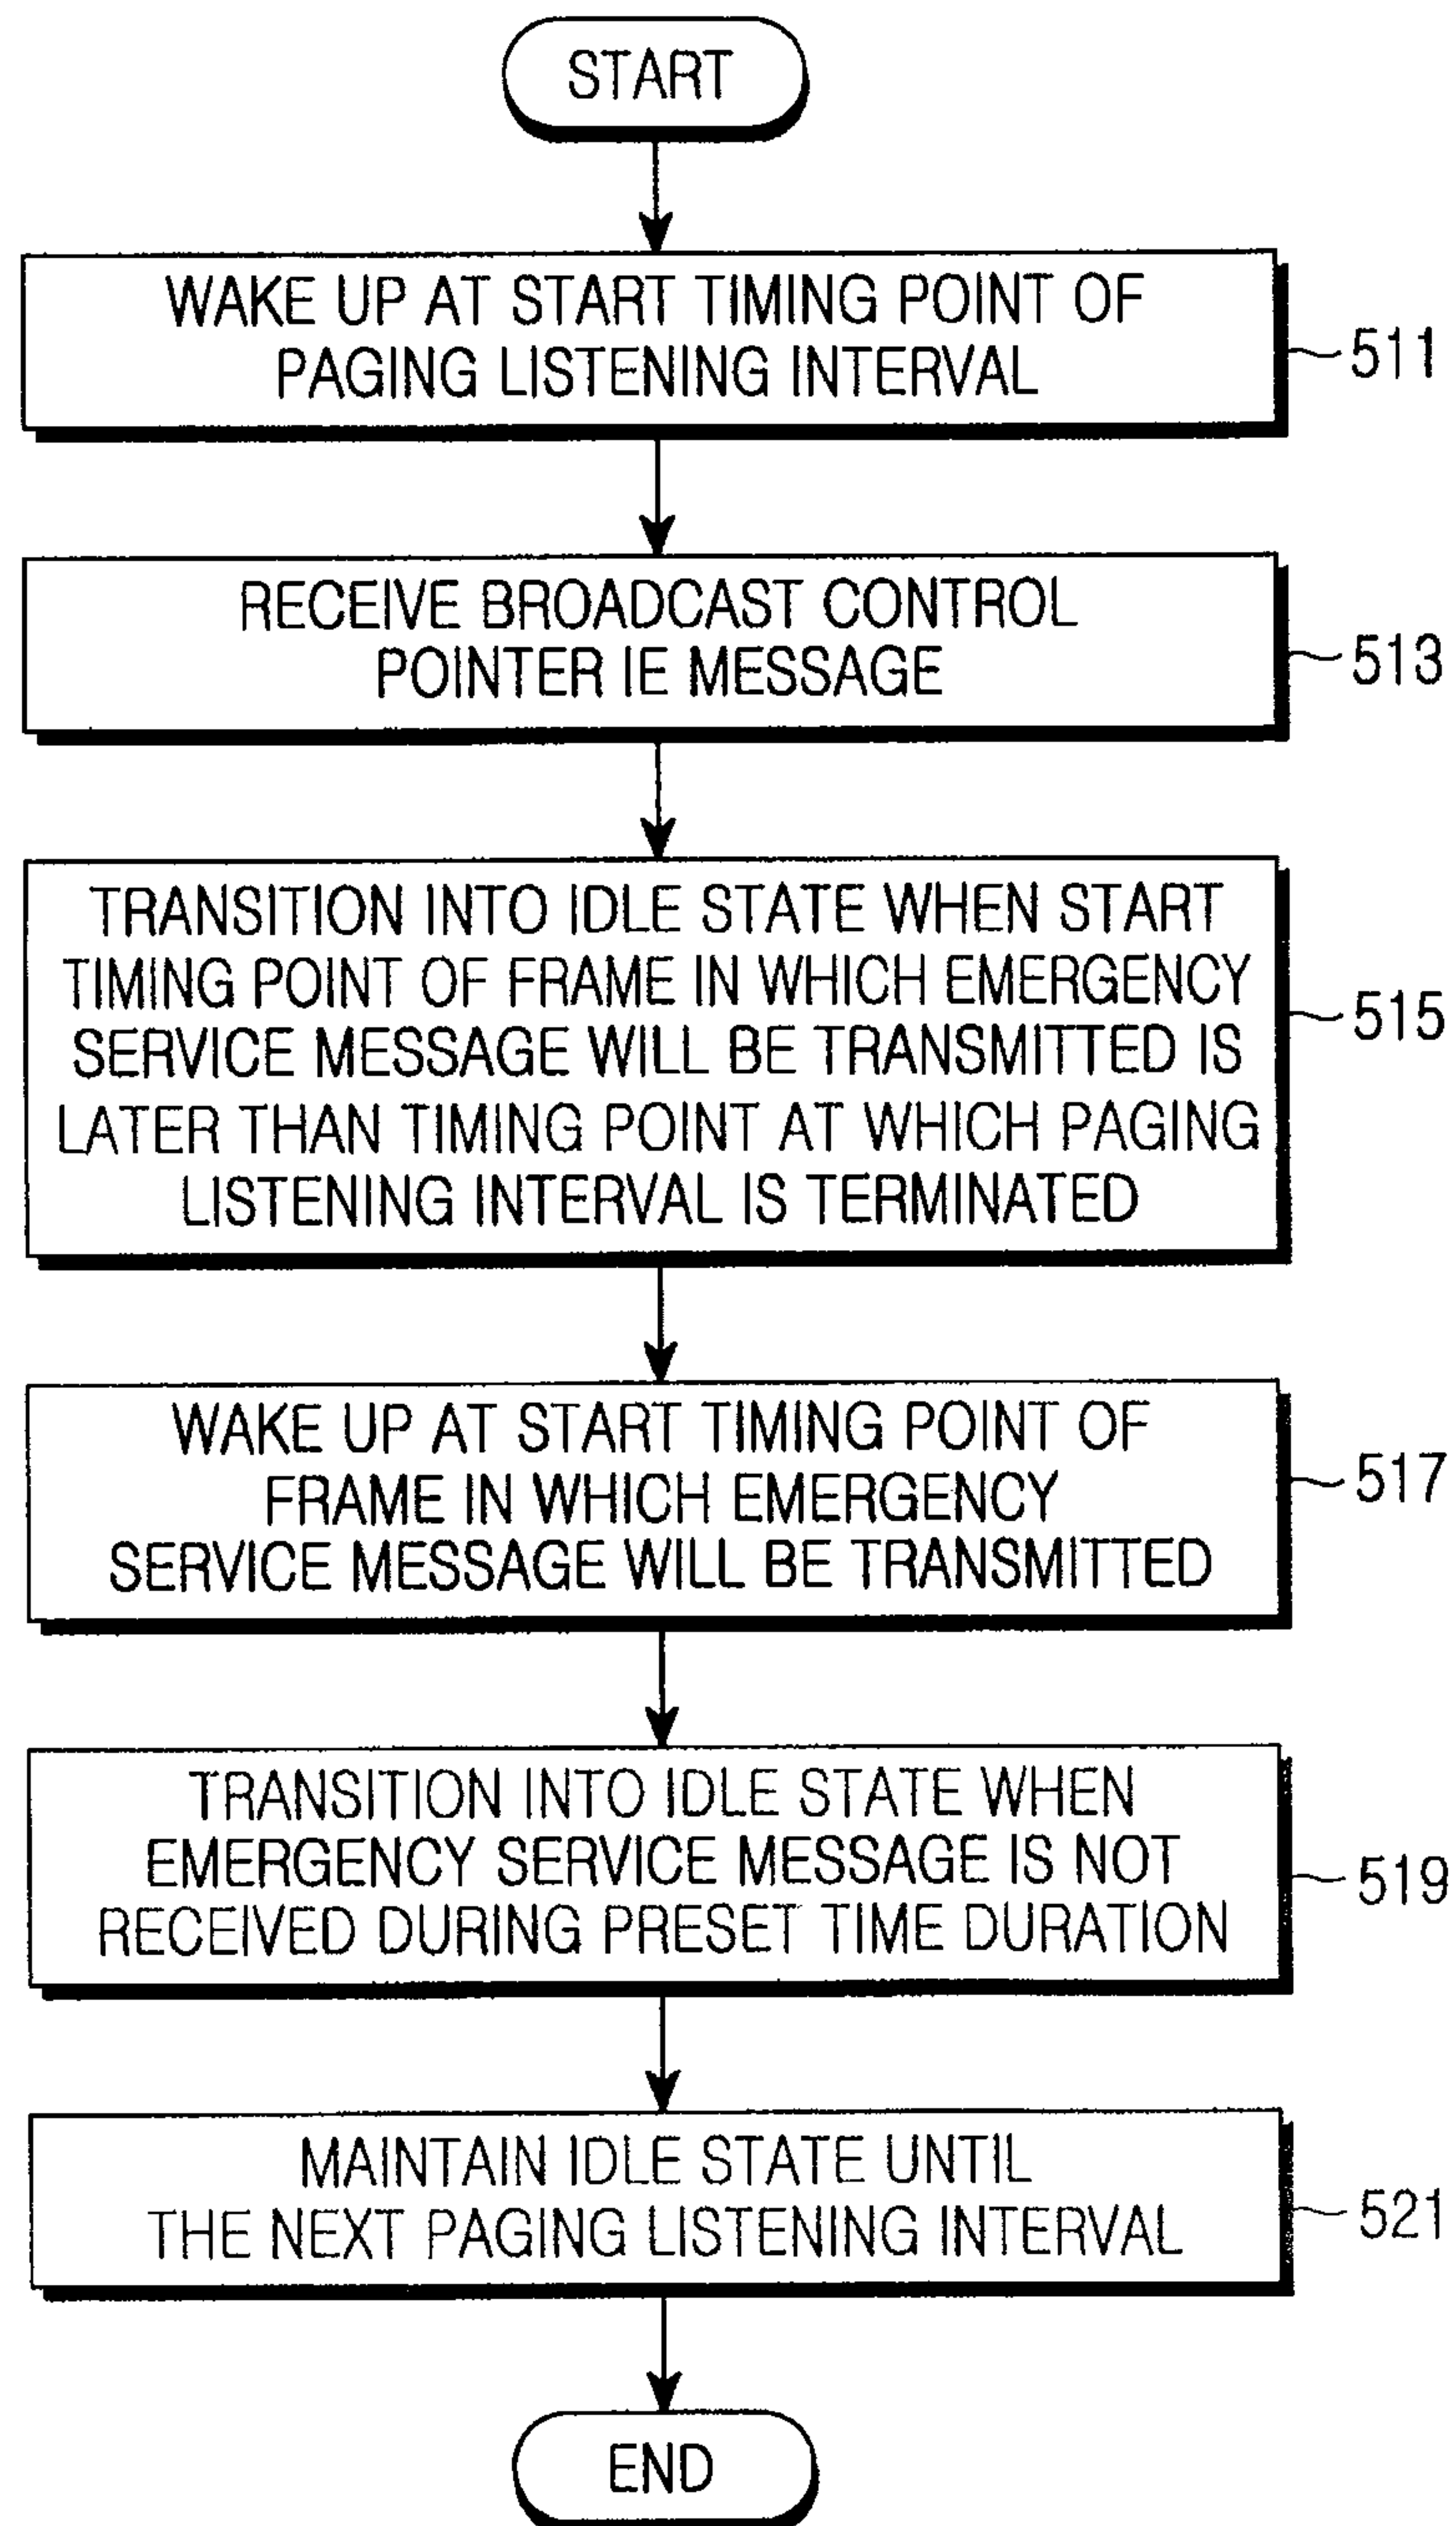 START
WAKE UP AT START TIMING POINT OF
PAGING LISTENING INTERVAL
511
RECEIVE BROADCAST CONTROL
POINTER IE MESSAGE
513
TRANSITION INTO IDLE STATE WHEN START
TIMING POINT OF FRAME IN WHICH EMERGENCY
SERVICE MESSAGE WILL BE TRANSMITTED IS
LATER THAN TIMING POINT AT WHICH PAGING
LISTENING INTERVAL IS TERMINATED
515
WAKE UP AT START TIMING POINT OF
FRAME IN WHICH EMERGENCY
SERVICE MESSAGE WILL BE TRANSMITTED
517
TRANSITION INTO IDLE STATE WHEN
EMERGENCY SERVICE MESSAGE IS NOT
RECEIVED DURING PRESET TIME DURATION
519
MAINTAIN IDLE STATE UNTIL
THE NEXT PAGING LISTENING INTERVAL
521
END